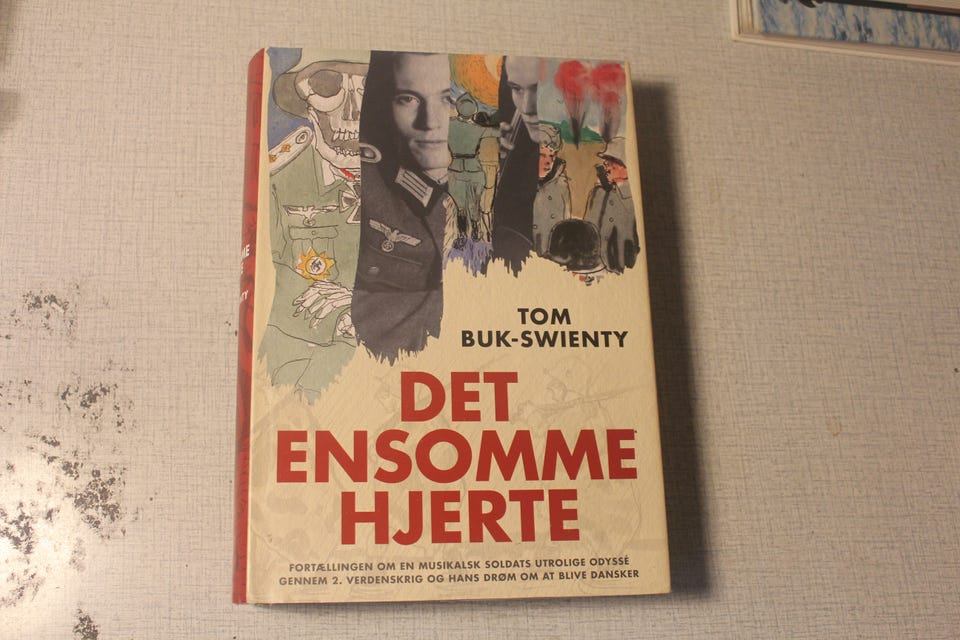 TOM
BUK-SWIENTY
DET
ENSOMME
HJERTE
FORTÆLLINGEN OM EN MUSIKALSK SOLDATS UTROLIGE ODYSSÉ
GENNEM 2. VERDENSKRIG OG HANS DRØM OM AT BLIVE DANSKER